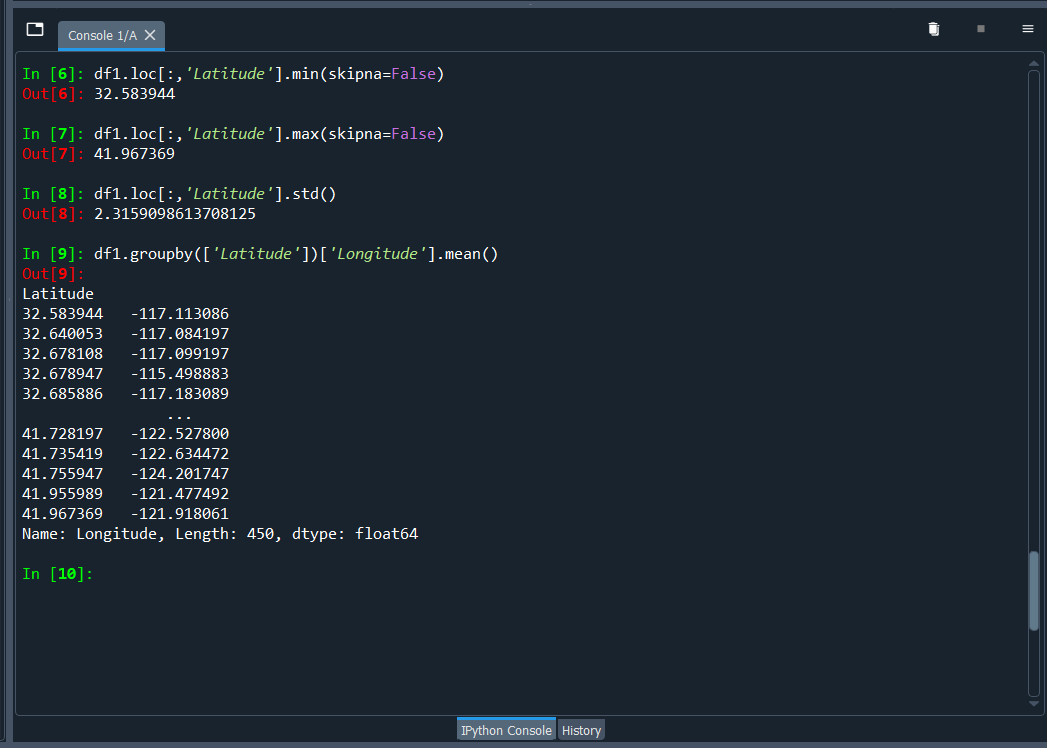 Console 1/A
In [6]: df1.loc[:,'Latitude'].min(skipna=False)
Out[6]: 32.583944
In [7]: df1.loc[:,'Latitude'].max(skipna=False)
Out[7]: 41.967369
In [8]: df1.loc[:,'Latitude'].std()
Out[8]: 2.3159098613708125
In [9]: df1.groupby(['Latitude'])['Longitude'].mean()
Out[9]:
Latitude
32.583944   -117.113086
32.640053   -117.084197
32.678108   -117.099197
32.678947   -115.498883
32.685886   -117.183089
                ...
41.728197   -122.527800
41.735419   -122.634472
41.755947   -124.201747
41.955989   -121.477492
41.967369   -121.918061
Name: Longitude, Length: 450, dtype: float64
In [10]:
IPython Console History